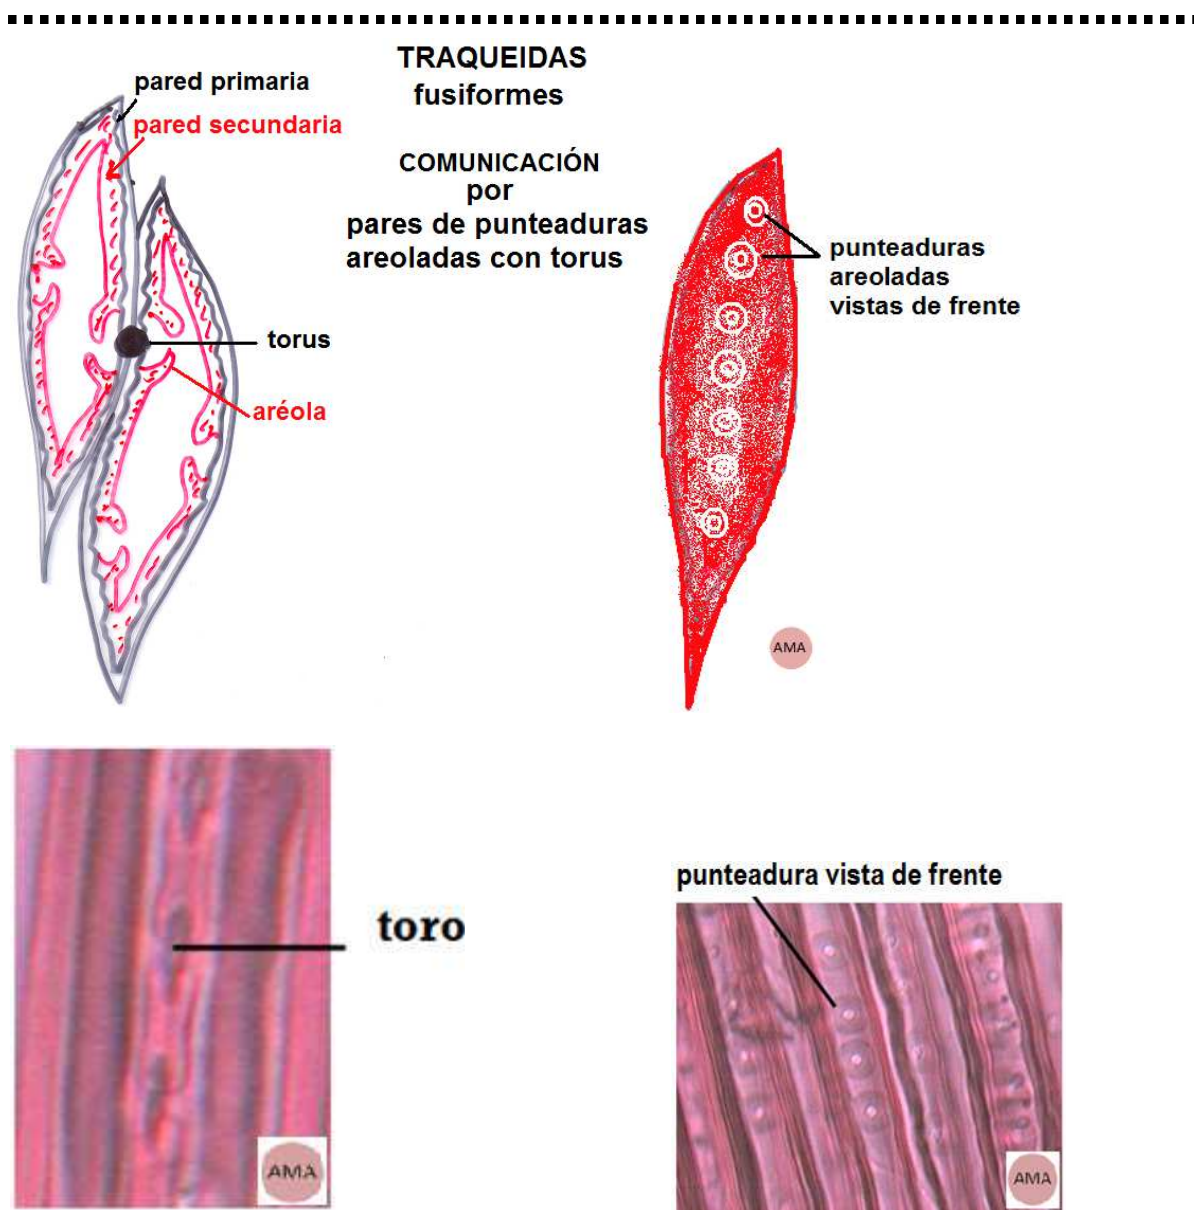 TRAQUEIDAS
fusiformes
pared primaria
pared secundaria
COMUNICACIÓN
por
pares de punteaduras
areoladas con torus
torus
aréola
punteaduras
areoladas
vistas de frente
AMA
toro
AMA
punteadura vista de frente
AMA